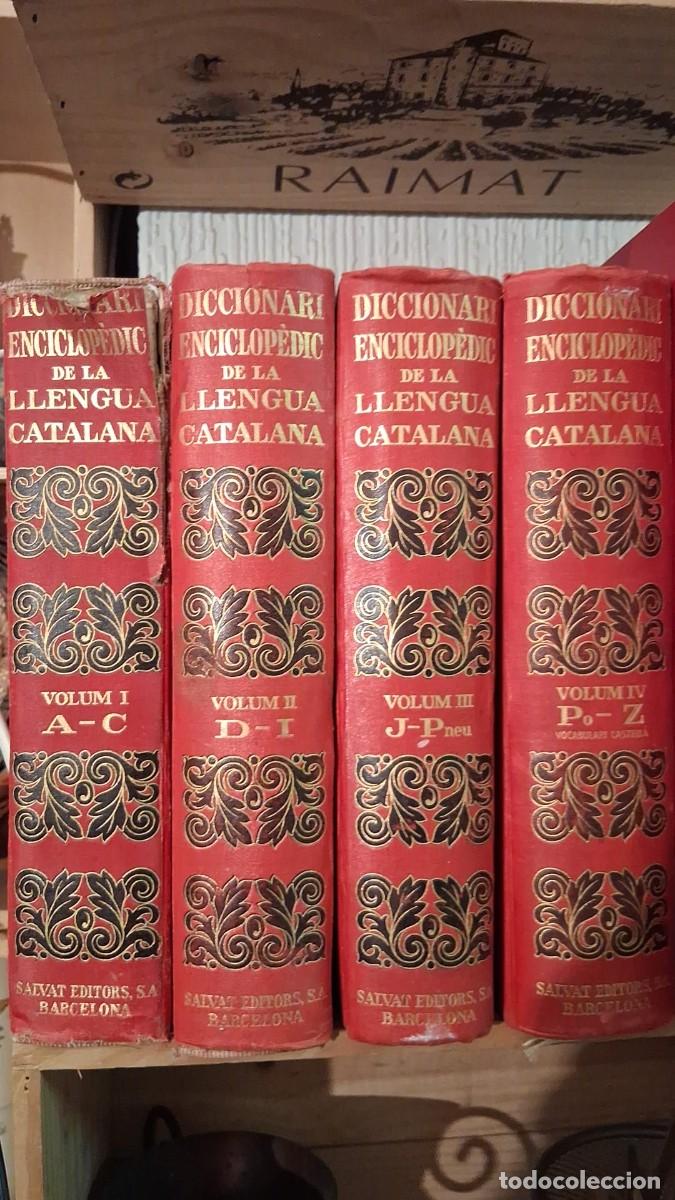 RAIMAT
DICCIONARI
ENCICLOPÈDIC
DE LA
LLENGUA
CATALANA
VOLUM I
A-C
SALVAT EDITORS, S.A.
BARCELONA
DICCIONARI
ENCICLOPÈDIC
DE LA
LLENGUA
CATALANA
VOLUM II
D-I
SALVAT EDITORS, S.A.
BARCELONA
DICCIONARI
ENCICLOPÈDIC
DE LA
LLENGUA
CATALANA
VOLUM III
J-Pneu
SALVAT EDITORS, S.A.
BARCELONA
DICCIONARI
ENCICLOPÈDIC
DE LA
LLENGUA
CATALANA
VOLUM IV
Po-Z
VOCABULARI CASTELLÀ
SALVAT EDITORS, S.A.
BARCELONA
todocoleccion